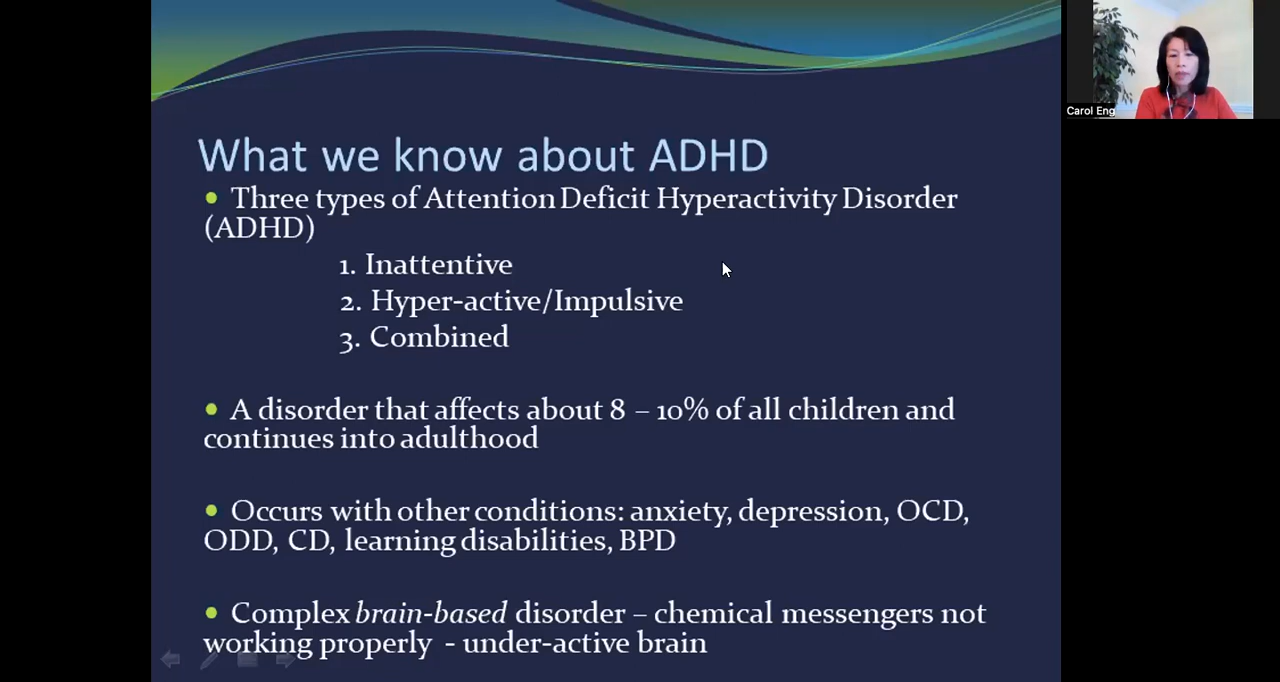 Carol Eng
What we know about ADHD
• Three types of Attention Deficit Hyperactivity Disorder
(ADHD)
1. Inattentive
2. Hyper-active/Impulsive
3. Combined
• A disorder that affects about 8 – 10% of all children and
continues into adulthood
• Occurs with other conditions: anxiety, depression, OCD,
ODD, CD, learning disabilities, BPD
• Complex brain-based disorder – chemical messengers not
working properly - under-active brain